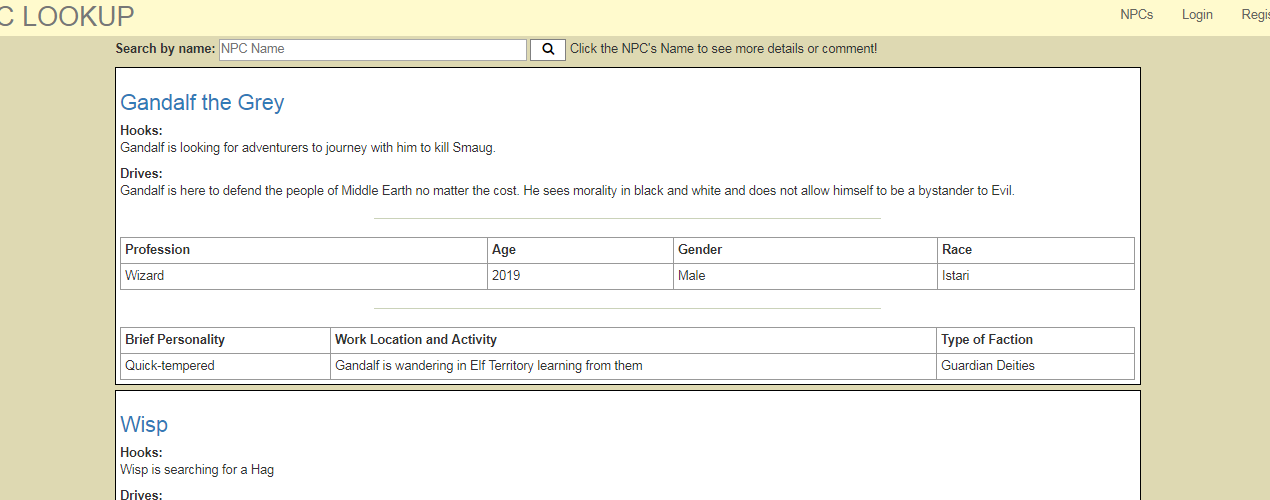 C LOOKUP
NPCs Login Regis
Search by name: NPC Name Click the NPC's Name to see more details or comment!
Gandalf the Grey
Hooks:
Gandalf is looking for adventurers to journey with him to kill Smaug.
Drives:
Gandalf is here to defend the people of Middle Earth no matter the cost. He sees morality in black and white and does not allow himself to be a bystander to Evil.
Profession Age Gender Race
Wizard 2019 Male Istari
Brief Personality Work Location and Activity Type of Faction
Quick-tempered Gandalf is wandering in Elf Territory learning from them Guardian Deities
Wisp
Hooks:
Wisp is searching for a Hag
Drives: